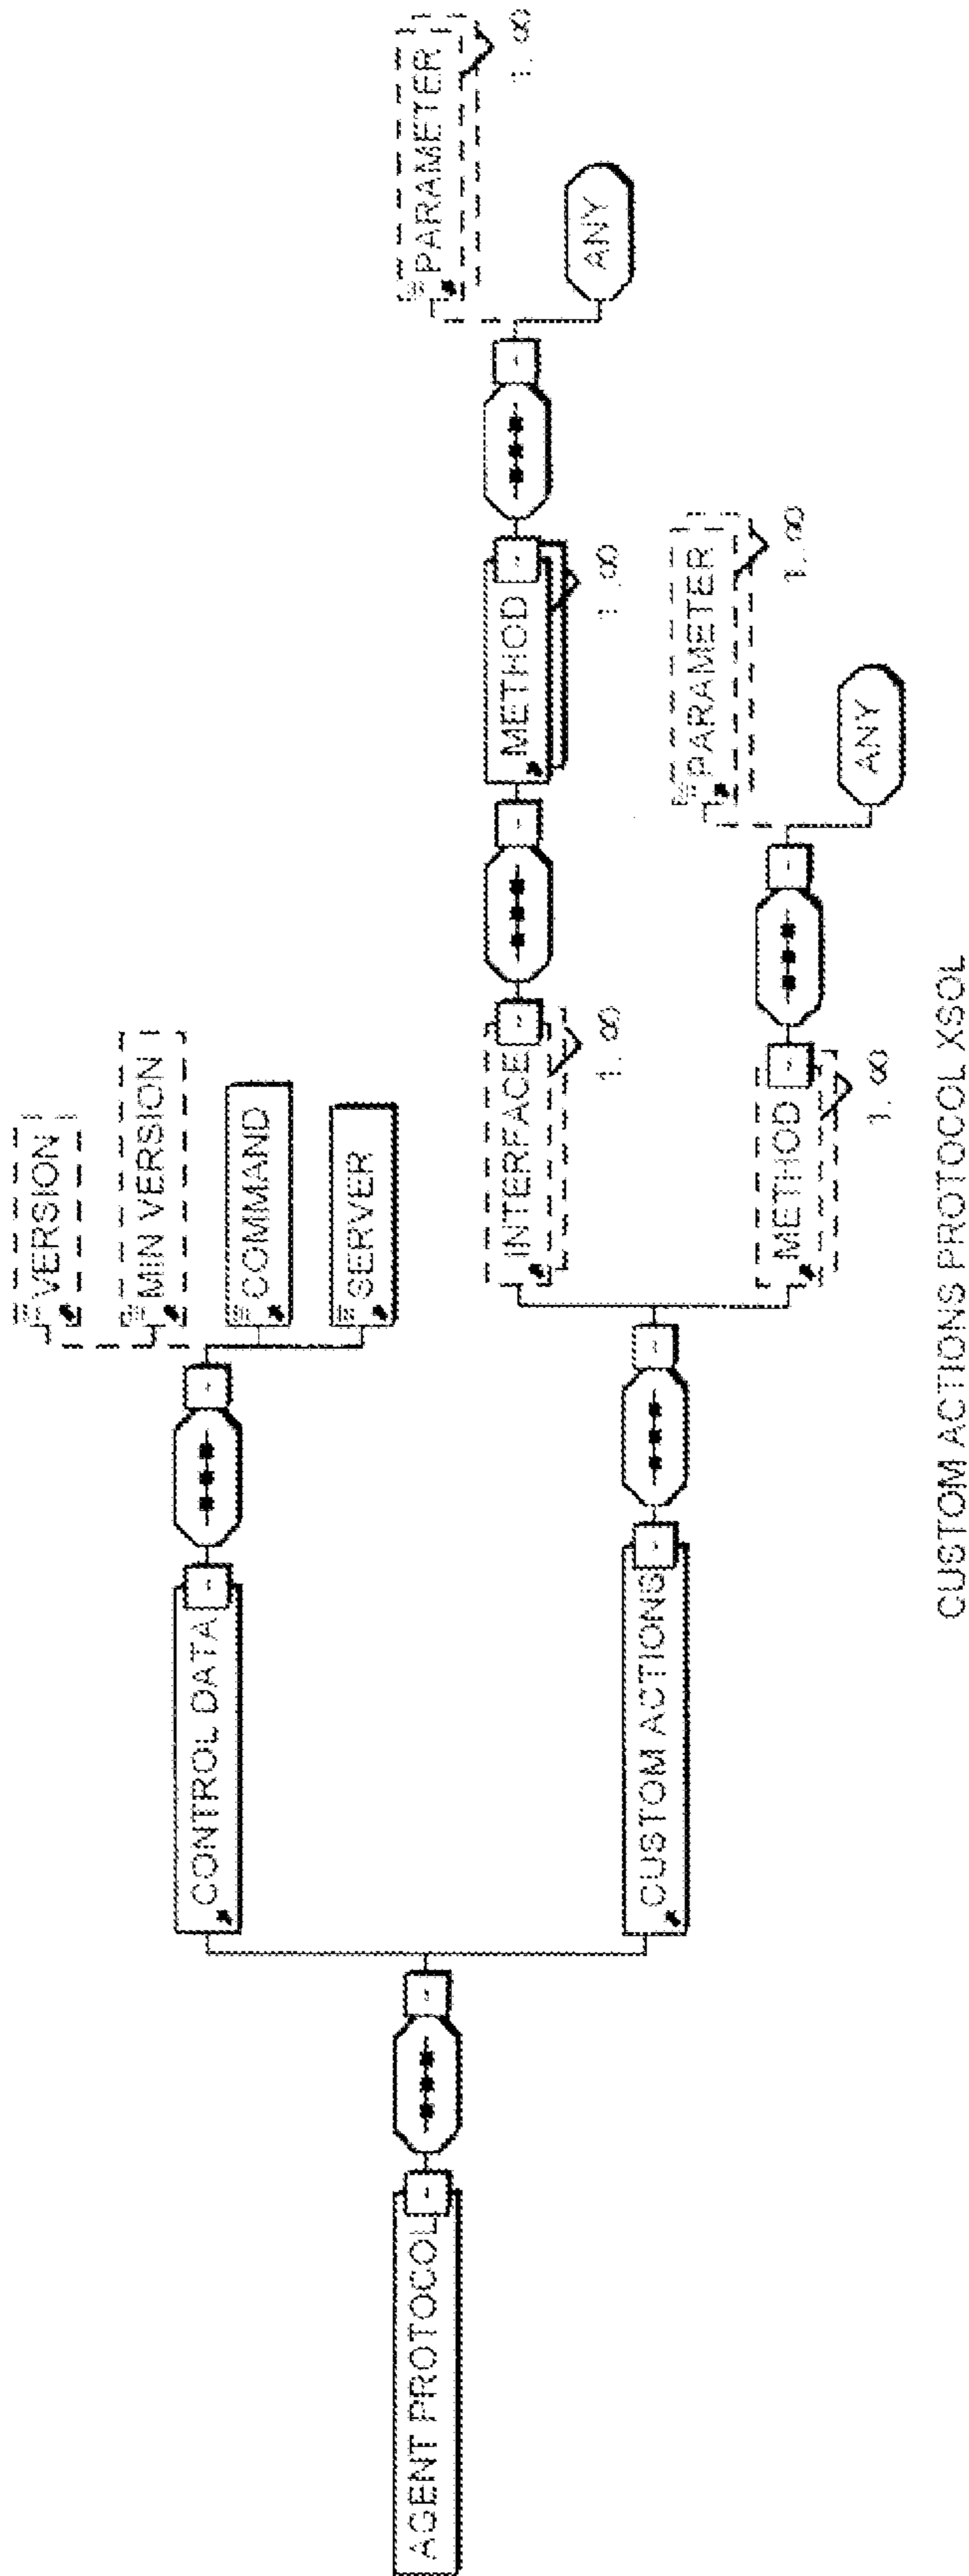 AGENT PROTOCOL
CONTROL DATA
VERSION
MIN VERSION
COMMAND
SERVER
CUSTOM ACTIONS
INTERFACE
1..∞
METHOD
1..∞
PARAMETER
1..∞
ANY
METHOD
1..∞
PARAMETER
1..∞
ANY
CUSTOM ACTIONS PROTOCOL XSOL